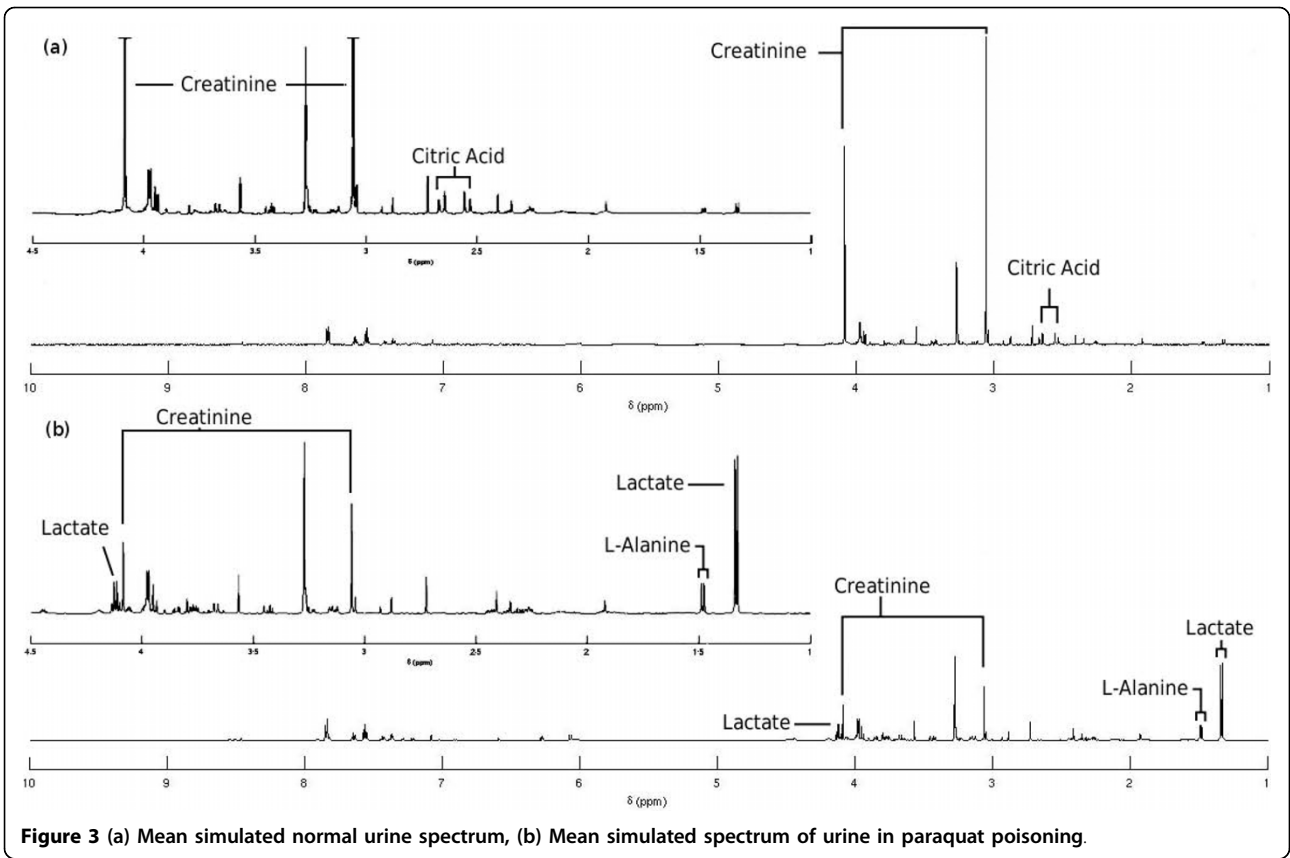 (a)
Creatinine
Citric Acid
4.5 4 3.5 3 2.5 2 1.5 1
δ (ppm)
Creatinine
Citric Acid
10 9 8 7 6 5 4 3 2 1
δ (ppm)
(b)
Creatinine
Lactate
Lactate
L-Alanine
4.5 4 3.5 3 2.5 2 1.5 1
δ (ppm)
Creatinine
Lactate
L-Alanine
Lactate
10 9 8 7 6 5 4 3 2 1
δ (ppm)
Figure 3 (a) Mean simulated normal urine spectrum, (b) Mean simulated spectrum of urine in paraquat poisoning.